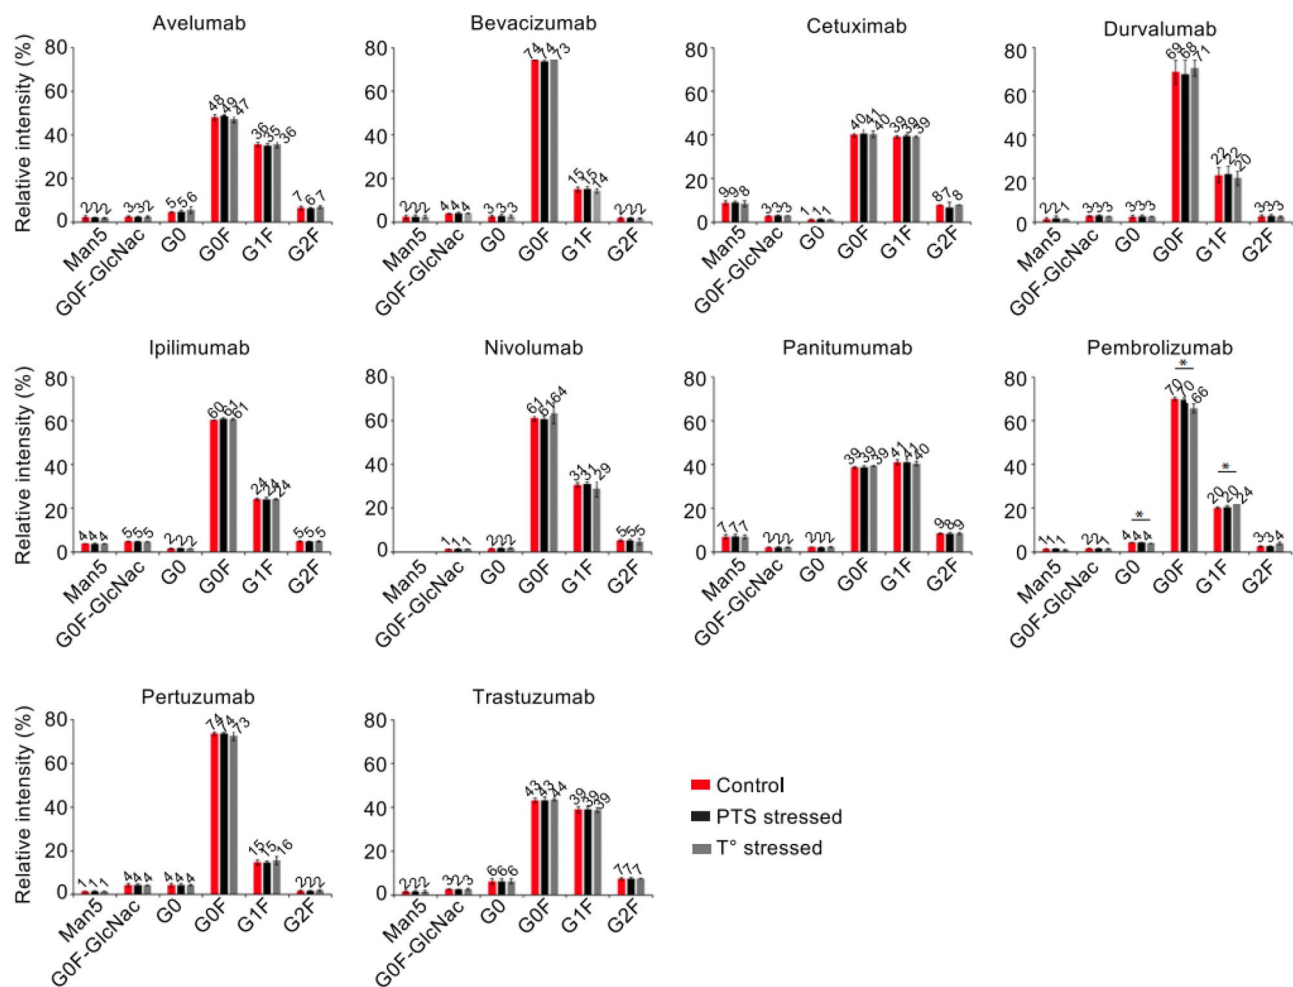 Avelumab
Relative intensity (%)
80
60
40
20
0
2 2 2
3 3 2
5 5 6
48 49 47
36 35 36
7 6 7
Man5
G0F-GlcNac
G0
G0F
G1F
G2F
Bevacizumab
80
60
40
20
0
2 2 2
4 4 4
3 3 3
74 74 73
15 15 14
2 2 2
Man5
G0F-GlcNac
G0
G0F
G1F
G2F
Cetuximab
80
60
40
20
0
9 9 8
3 3 3
1 1 1
40 41 40
39 39 39
8 7 8
Man5
G0F-GlcNac
G0
G0F
G1F
G2F
Durvalumab
80
60
40
20
0
2 2 1
3 3 3
3 3 3
69 68 71
22 22 20
3 3 3
Man5
G0F-GlcNac
G0
G0F
G1F
G2F
Ipilimumab
Relative intensity (%)
80
60
40
20
0
4 4 4
5 5 5
2 2 2
60 61 61
24 24 24
5 5 5
Man5
G0F-GlcNac
G0
G0F
G1F
G2F
Nivolumab
80
60
40
20
0
1 1 1
2 2 2
61 61 64
31 31 29
5 5 5
Man5
G0F-GlcNac
G0
G0F
G1F
G2F
Panitumumab
80
60
40
20
0
7 7 7
2 2 2
2 2 2
39 39 39
41 41 40
9 8 9
Man5
G0F-GlcNac
G0
G0F
G1F
G2F
Pembrolizumab
80
60
40
20
0
1 1 1
2 2 1
*
4 4 4
*
70 70 66
*
20 20 24
3 3 4
Man5
G0F-GlcNac
G0
G0F
G1F
G2F
Pertuzumab
Relative intensity (%)
80
60
40
20
0
1 1 1
4 4 4
4 4 4
74 74 73
15 15 16
2 2 2
Man5
G0F-GlcNac
G0
G0F
G1F
G2F
Trastuzumab
80
60
40
20
0
2 2 2
3 2 3
6 6 6
43 43 44
39 39 39
7 7 7
Man5
G0F-GlcNac
G0
G0F
G1F
G2F
Control
PTS stressed
T° stressed